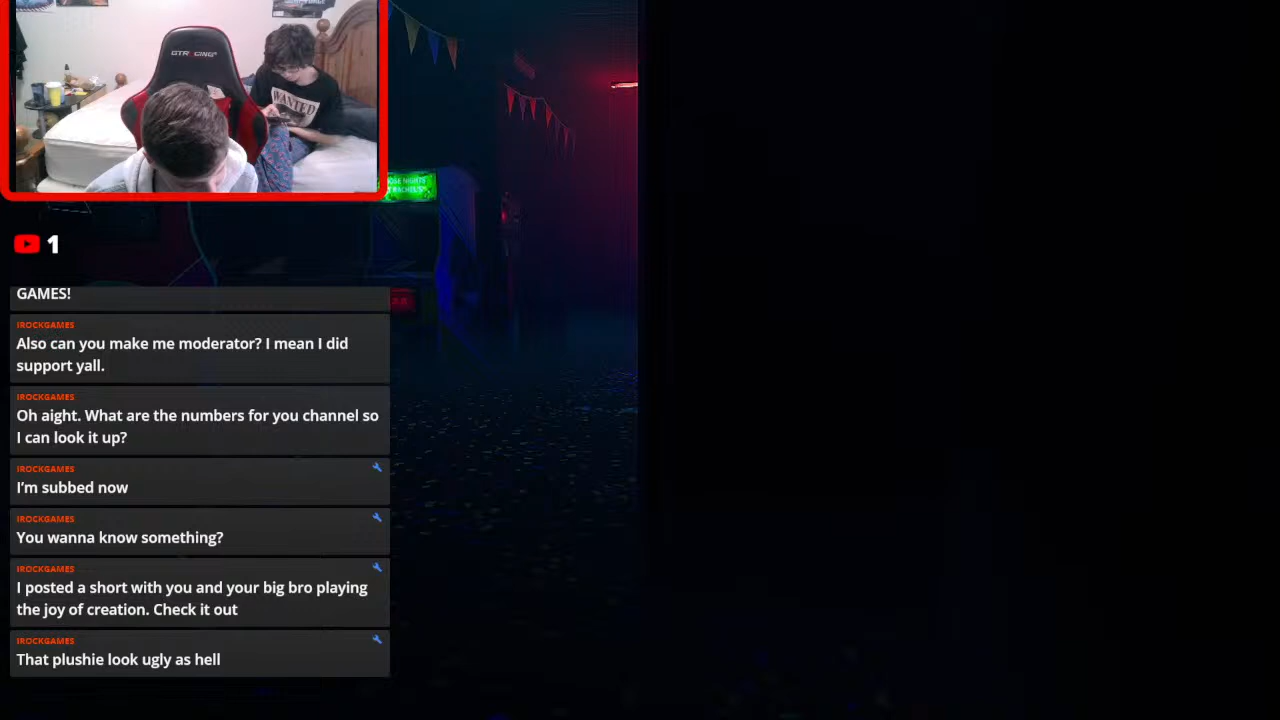 GTRACING
WANTED
1
GAMES!
IROCKGAMES
Also can you make me moderator? I mean I did
support yall.
IROCKGAMES
Oh aight. What are the numbers for you channel so
I can look it up?
IROCKGAMES
I’m subbed now
IROCKGAMES
You wanna know something?
IROCKGAMES
I posted a short with you and your big bro playing
the joy of creation. Check it out
IROCKGAMES
That plushie look ugly as hell